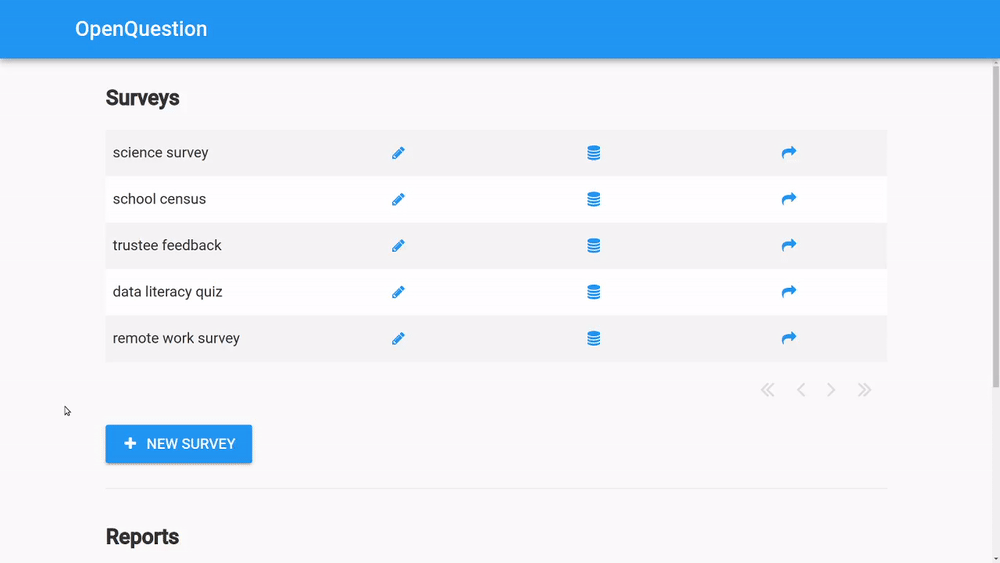 OpenQuestion
Surveys
science survey
school census
trustee feedback
data literacy quiz
remote work survey
NEW SURVEY
Reports